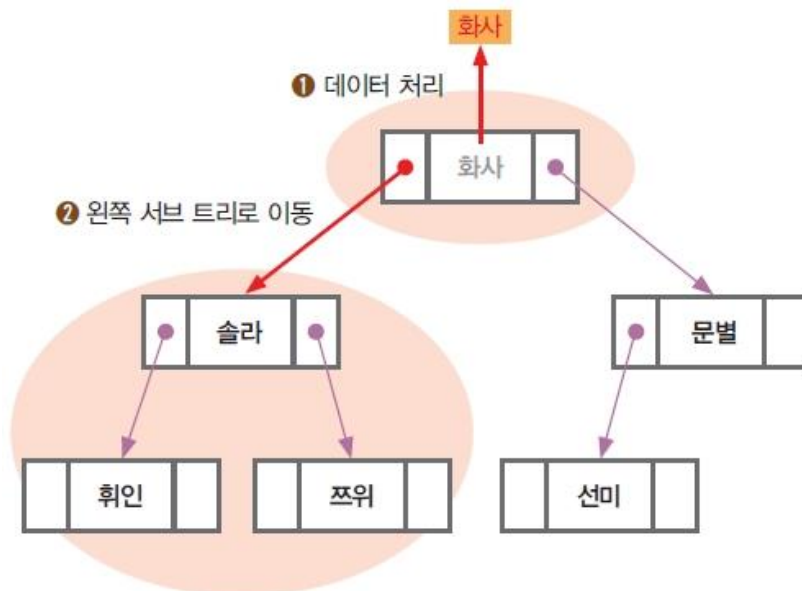 화사
❶ 데이터 처리
화사
❷ 왼쪽 서브 트리로 이동
솔라
문별
휘인
쯔위
선미